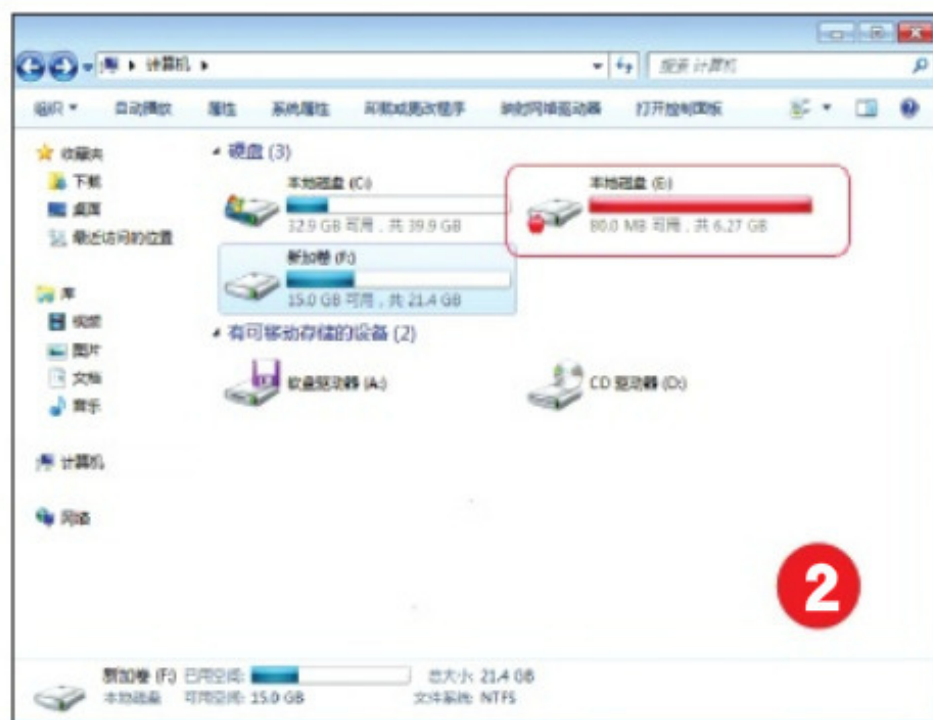 计算机
搜索 计算机
组织 自动播放 属性 系统属性 卸载或更改程序 映射网络驱动器 打开控制面板
收藏夹
下载
桌面
最近访问的位置
库
视频
图片
文档
音乐
计算机
网络
硬盘 (3)
本地磁盘 (C:)
32.9 GB 可用，共 39.9 GB
本地磁盘 (E:)
80.0 MB 可用，共 6.27 GB
新加卷 (F:)
15.0 GB 可用，共 21.4 GB
有可移动存储的设备 (2)
软盘驱动器 (A:)
CD 驱动器 (D:)
2
新加卷 (F:) 已用空间: 总大小: 21.4 GB
本地磁盘 可用空间: 15.0 GB 文件系统: NTFS